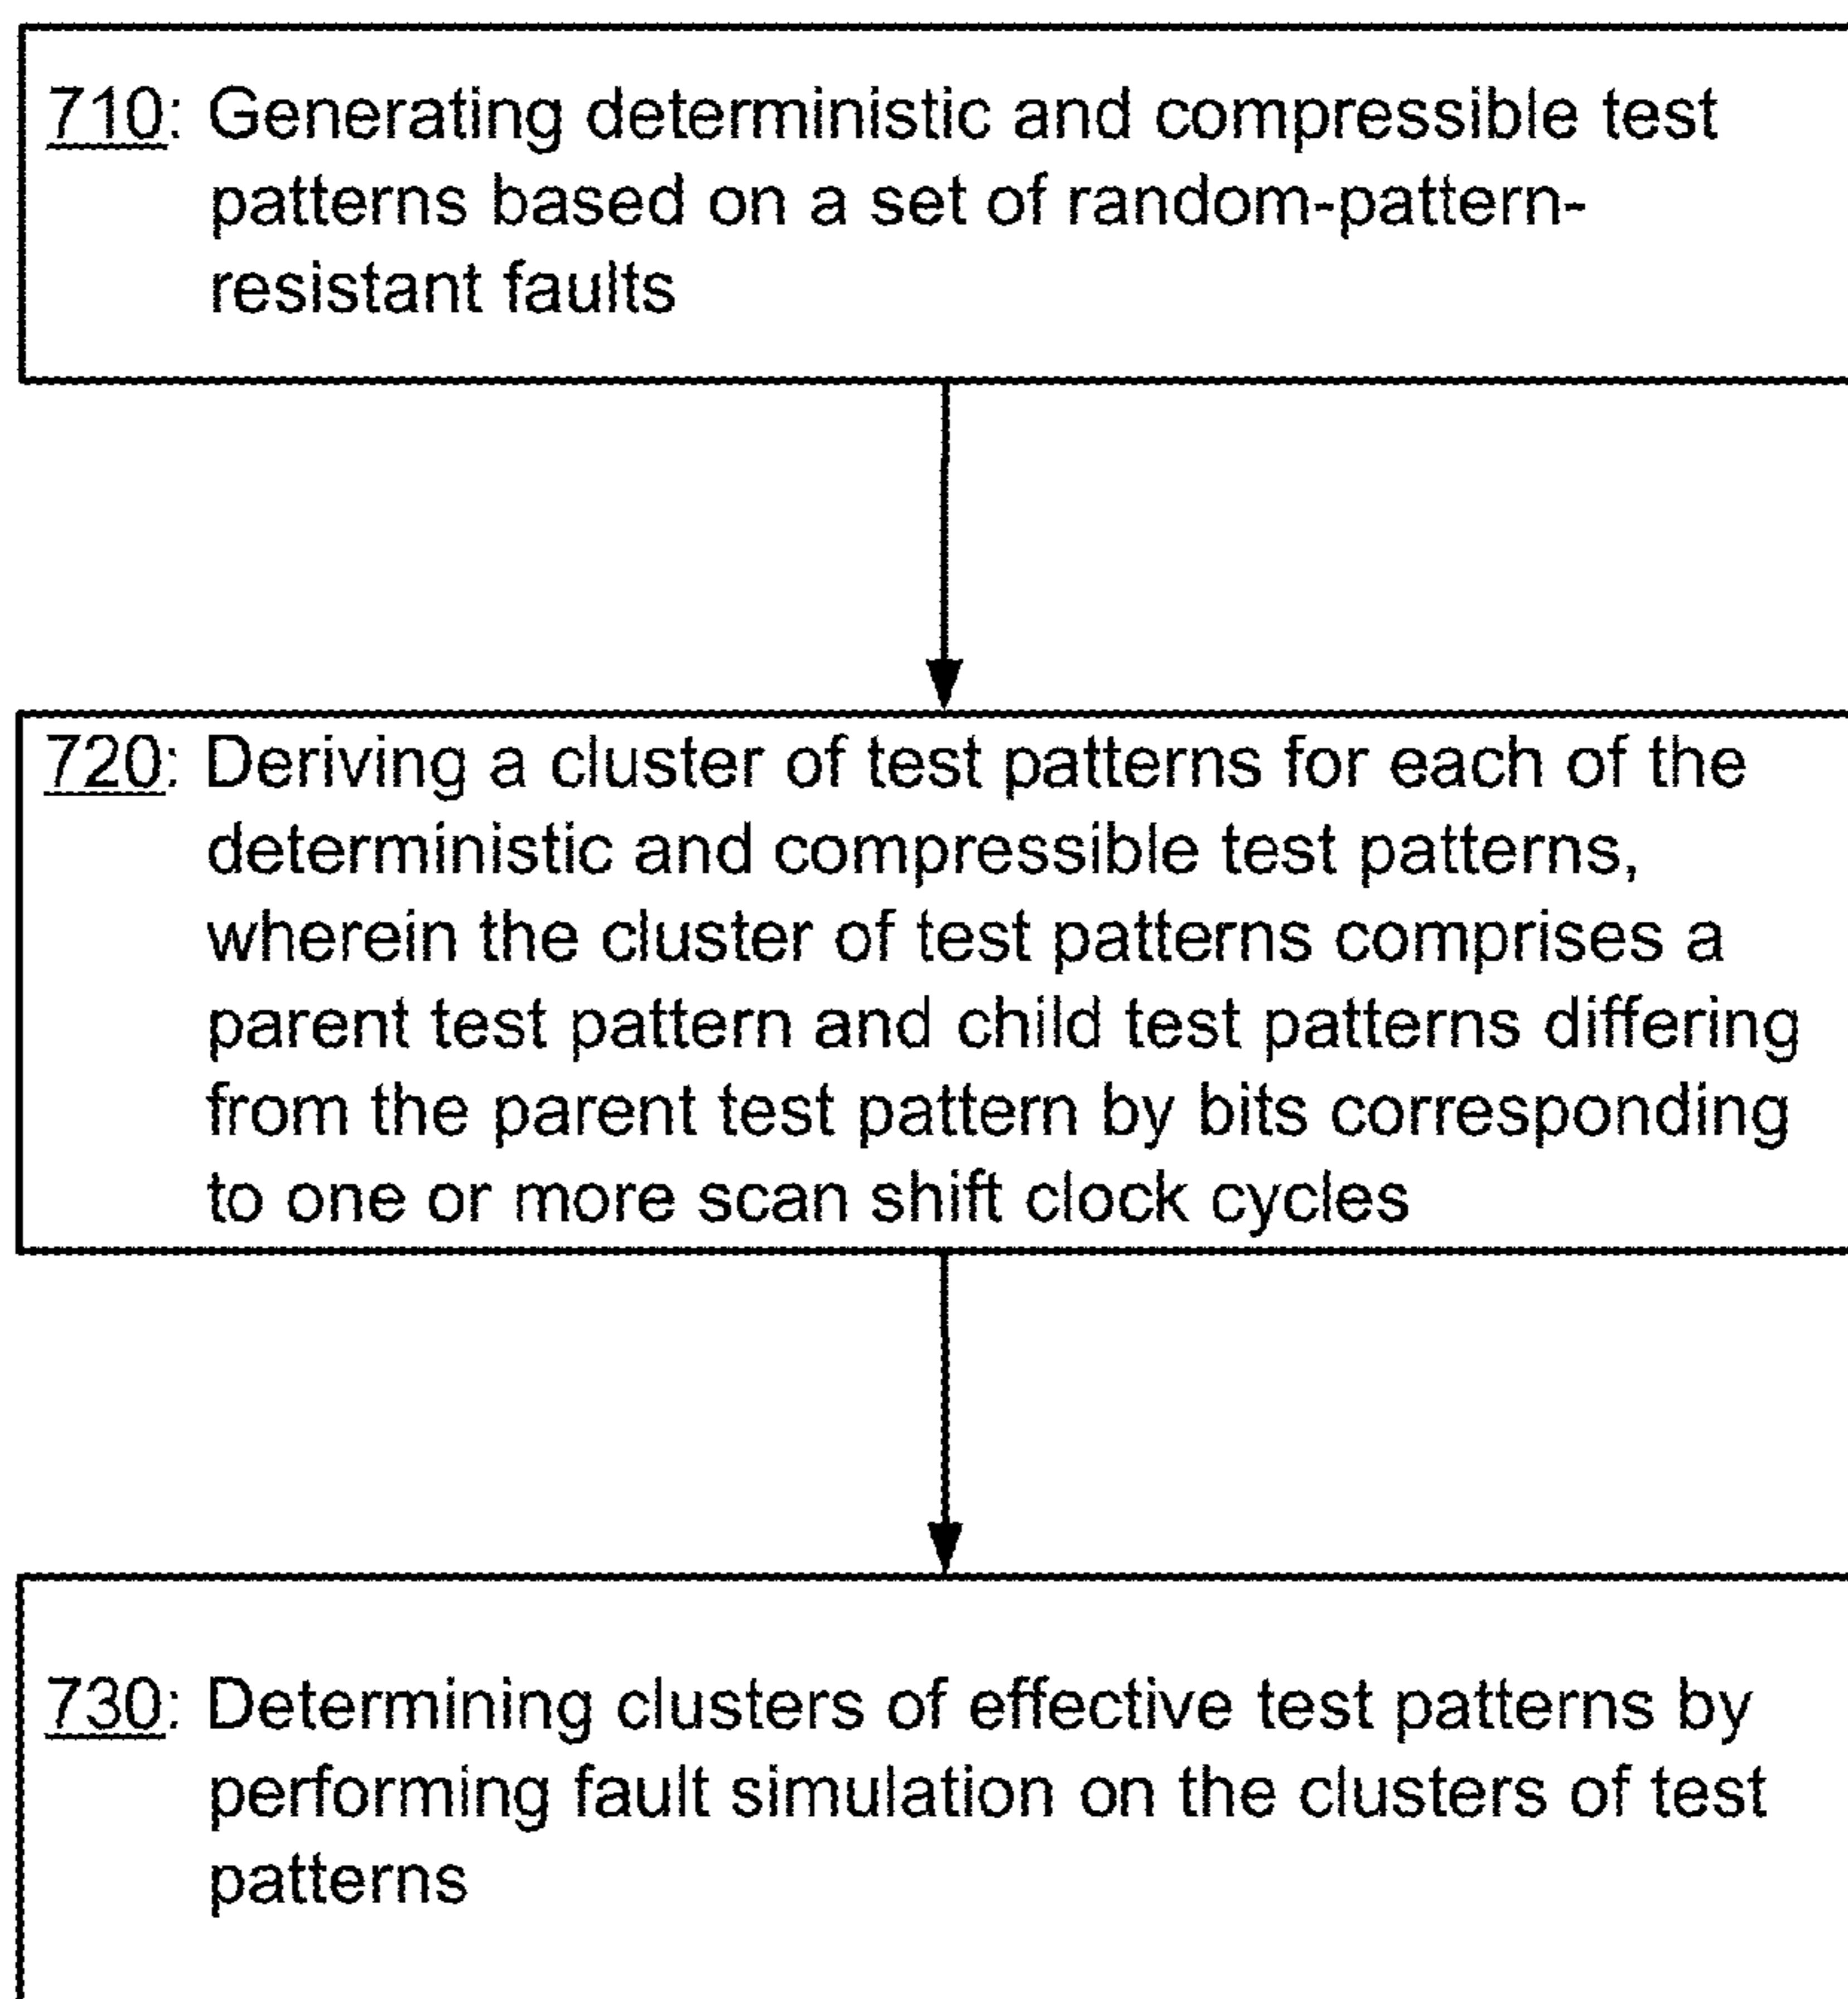 710: Generating deterministic and compressible test
patterns based on a set of random-pattern-
resistant faults
720: Deriving a cluster of test patterns for each of the
deterministic and compressible test patterns,
wherein the cluster of test patterns comprises a
parent test pattern and child test patterns differing
from the parent test pattern by bits corresponding
to one or more scan shift clock cycles
730: Determining clusters of effective test patterns by
performing fault simulation on the clusters of test
patterns